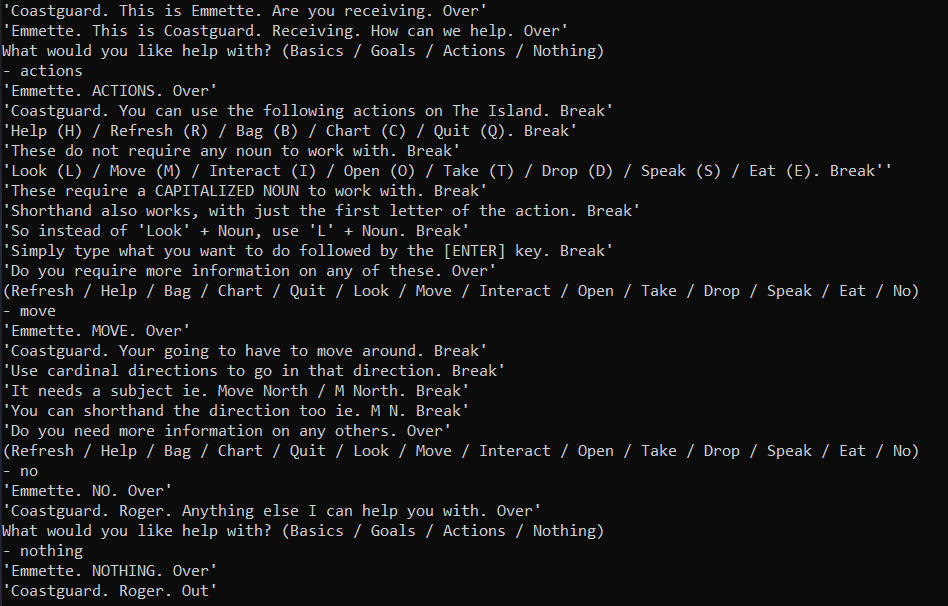 'Coastguard. This is Emmette. Are you receiving. Over'
'Emmette. This is Coastguard. Receiving. How can we help. Over'
What would you like help with? (Basics / Goals / Actions / Nothing)
- actions
'Emmette. ACTIONS. Over'
'Coastguard. You can use the following actions on The Island. Break'
'Help (H) / Refresh (R) / Bag (B) / Chart (C) / Quit (Q). Break'
'These do not require any noun to work with. Break'
'Look (L) / Move (M) / Interact (I) / Open (O) / Take (T) / Drop (D) / Speak (S) / Eat (E). Break''
'These require a CAPITALIZED NOUN to work with. Break'
'Shorthand also works, with just the first letter of the action. Break'
'So instead of 'Look' + Noun, use 'L' + Noun. Break'
'Simply type what you want to do followed by the [ENTER] key. Break'
'Do you require more information on any of these. Over'
(Refresh / Help / Bag / Chart / Quit / Look / Move / Interact / Open / Take / Drop / Speak / Eat / No)
- move
'Emmette. MOVE. Over'
'Coastguard. Your going to have to move around. Break'
'Use cardinal directions to go in that direction. Break'
'It needs a subject ie. Move North / M North. Break'
'You can shorthand the direction too ie. M N. Break'
'Do you need more information on any others. Over'
(Refresh / Help / Bag / Chart / Quit / Look / Move / Interact / Open / Take / Drop / Speak / Eat / No)
- no
'Emmette. NO. Over'
'Coastguard. Roger. Anything else I can help you with. Over'
What would you like help with? (Basics / Goals / Actions / Nothing)
- nothing
'Emmette. NOTHING. Over'
'Coastguard. Roger. Out'